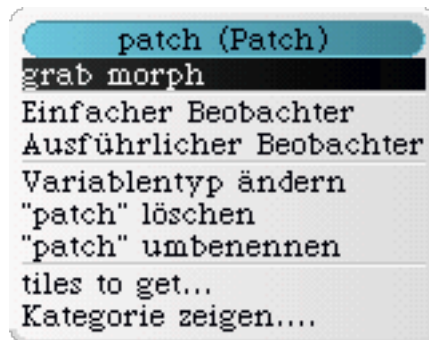 patch (Patch)
grab morph
Einfacher Beobachter
Ausführlicher Beobachter
Variablentyp ändern
"patch" löschen
"patch" umbenennen
tiles to get...
Kategorie zeigen....